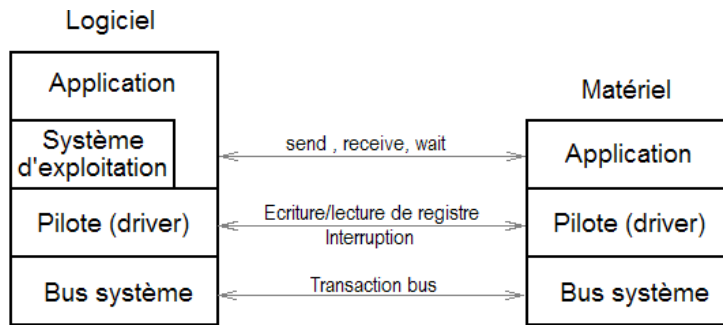 Logiciel
Application
Matériel
Système
d'exploitation
send , receive, wait
Application
Pilote (driver)
Ecriture/lecture de registre
Interruption
Pilote (driver)
Bus système
Transaction bus
Bus système